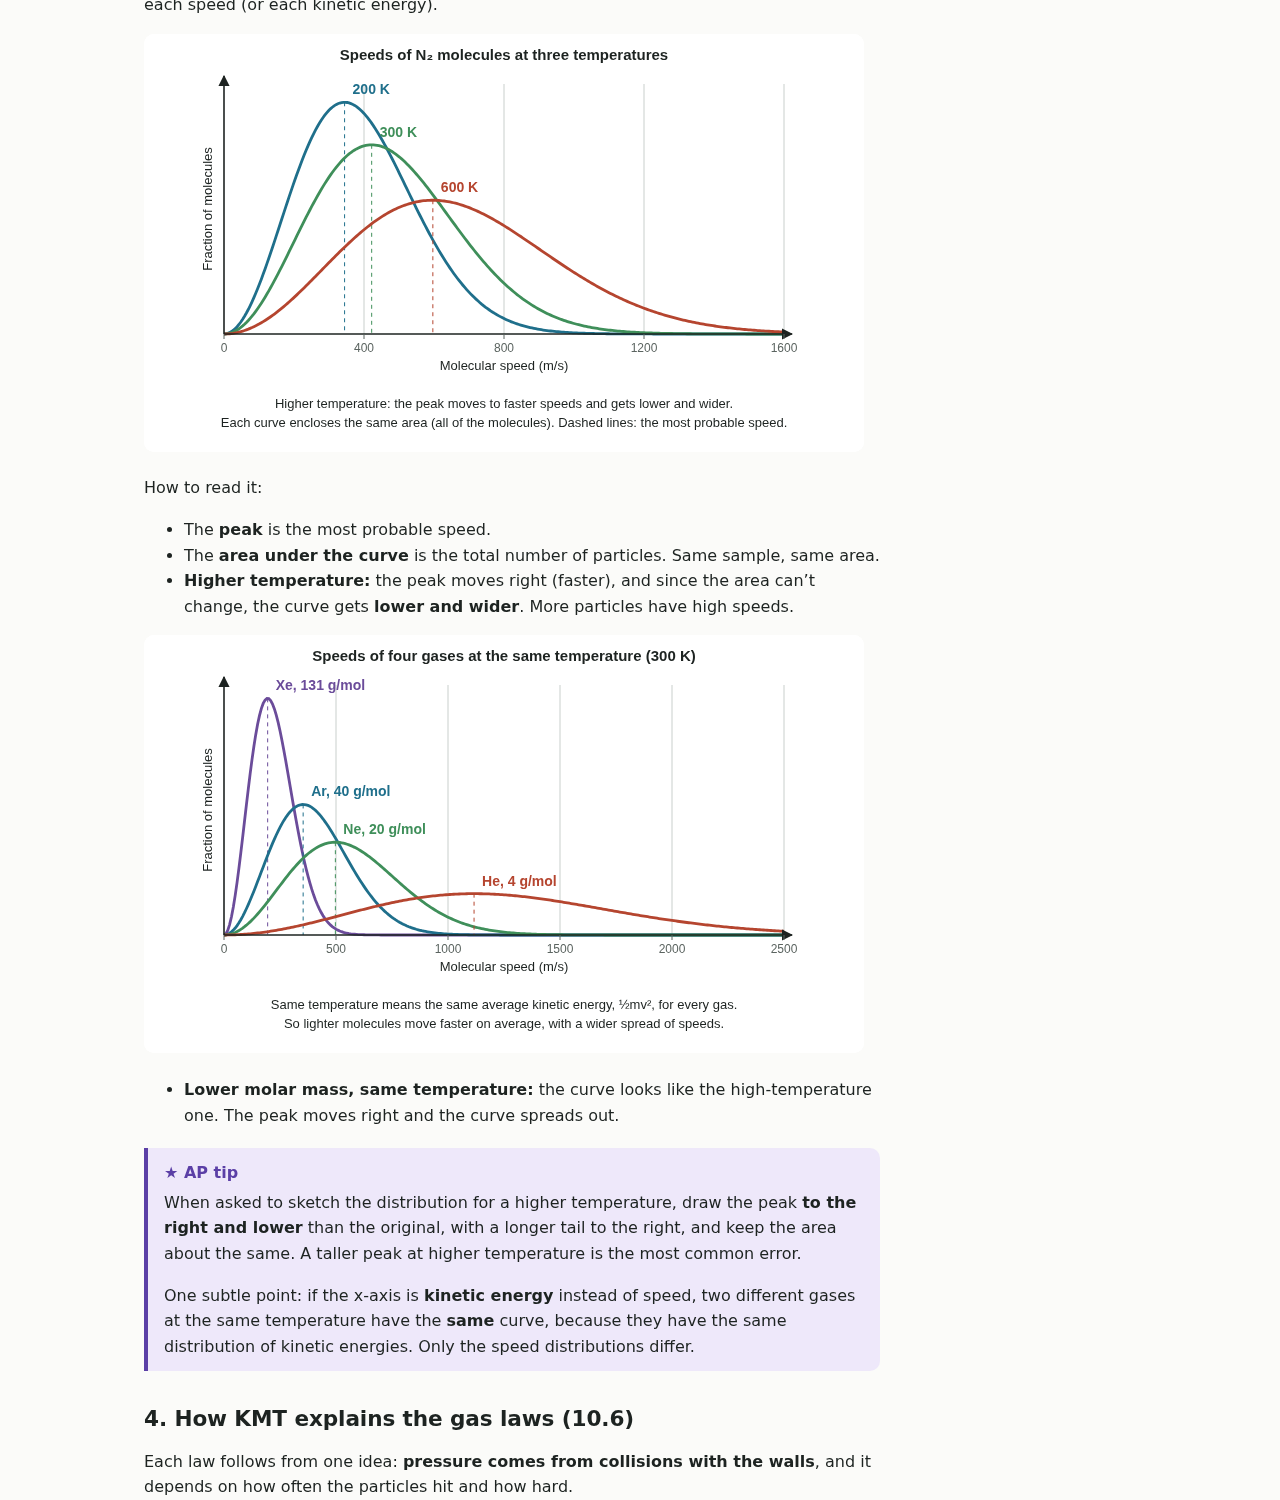 each speed (or each kinetic energy).
Speeds of N₂ molecules at three temperatures
200 K
300 K
600 K
Fraction of molecules
0 400 800 1200 1600
Molecular speed (m/s)
Higher temperature: the peak moves to faster speeds and gets lower and wider.
Each curve encloses the same area (all of the molecules). Dashed lines: the most probable speed.
How to read it:
• The peak is the most probable speed.
• The area under the curve is the total number of particles. Same sample, same area.
• Higher temperature: the peak moves right (faster), and since the area can’t
change, the curve gets lower and wider. More particles have high speeds.
Speeds of four gases at the same temperature (300 K)
Xe, 131 g/mol
Ar, 40 g/mol
Ne, 20 g/mol
He, 4 g/mol
Fraction of molecules
0 500 1000 1500 2000 2500
Molecular speed (m/s)
Same temperature means the same average kinetic energy, ½mv², for every gas.
So lighter molecules move faster on average, with a wider spread of speeds.
• Lower molar mass, same temperature: the curve looks like the high-temperature
one. The peak moves right and the curve spreads out.
★ AP tip
When asked to sketch the distribution for a higher temperature, draw the peak to the
right and lower than the original, with a longer tail to the right, and keep the area
about the same. A taller peak at higher temperature is the most common error.
One subtle point: if the x-axis is kinetic energy instead of speed, two different gases
at the same temperature have the same curve, because they have the same
distribution of kinetic energies. Only the speed distributions differ.
4. How KMT explains the gas laws (10.6)
Each law follows from one idea: pressure comes from collisions with the walls, and it
depends on how often the particles hit and how hard.